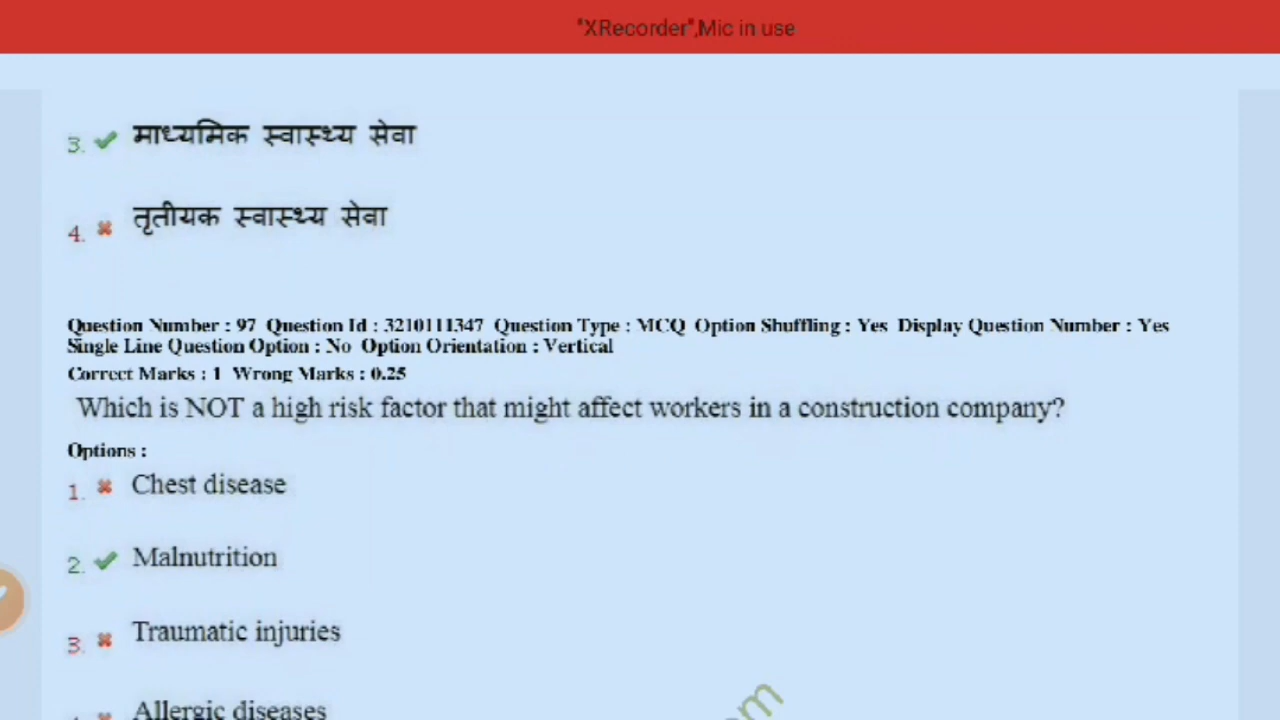 "XRecorder",Mic in use
3. माध्यमिक स्वास्थ्य सेवा
4. तृतीयक स्वास्थ्य सेवा
Question Number : 97 Question Id : 3210111347 Question Type : MCQ Option Shuffling : Yes Display Question Number : Yes
Single Line Question Option : No Option Orientation : Vertical
Correct Marks : 1 Wrong Marks : 0.25
Which is NOT a high risk factor that might affect workers in a construction company?
Options :
1. Chest disease
2. Malnutrition
3. Traumatic injuries
Allergic diseases